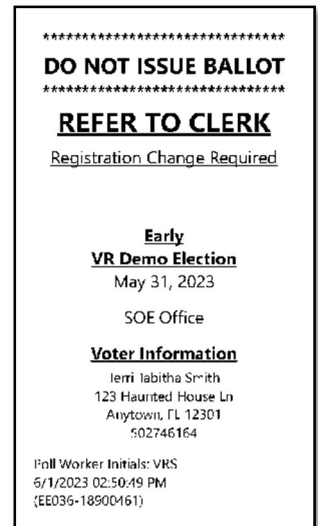 ******************************
DO NOT ISSUE BALLOT
******************************
REFER TO CLERK
Registration Change Required
Early
VR Demo Election
May 31, 2023
SOE Office
Voter Information
Terri Tabitha Smith
123 Haunted House Ln
Anytown, FL 12301
502746164
Poll Worker Initials: VRS
6/1/2023 02:50:49 PM
(EE036-18900461)